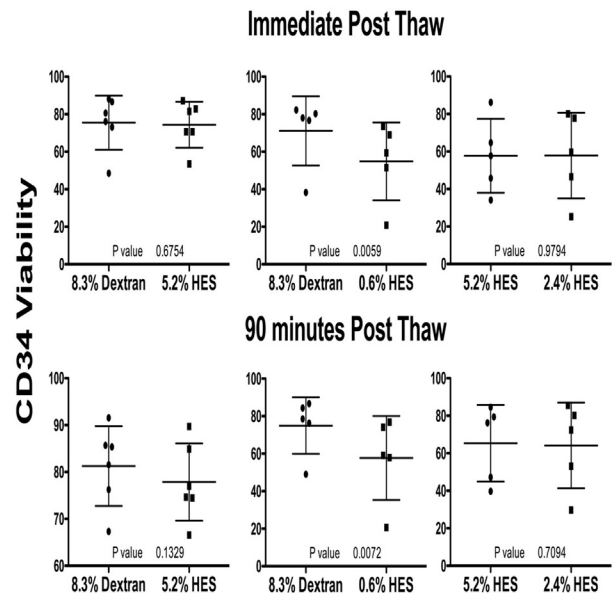 Immediate Post Thaw
CD34 Viability
100
80
60
40
20
0
P value 0.6754
8.3% Dextran 5.2% HES
100
80
60
40
20
0
P value 0.0059
8.3% Dextran 0.6% HES
100
80
60
40
20
0
P value 0.9794
5.2% HES 2.4% HES
90 minutes Post Thaw
100
90
80
70
60
P value 0.1329
8.3% Dextran 5.2% HES
100
80
60
40
20
0
P value 0.0072
8.3% Dextran 0.6% HES
100
80
60
40
20
0
P value 0.7094
5.2% HES 2.4% HES